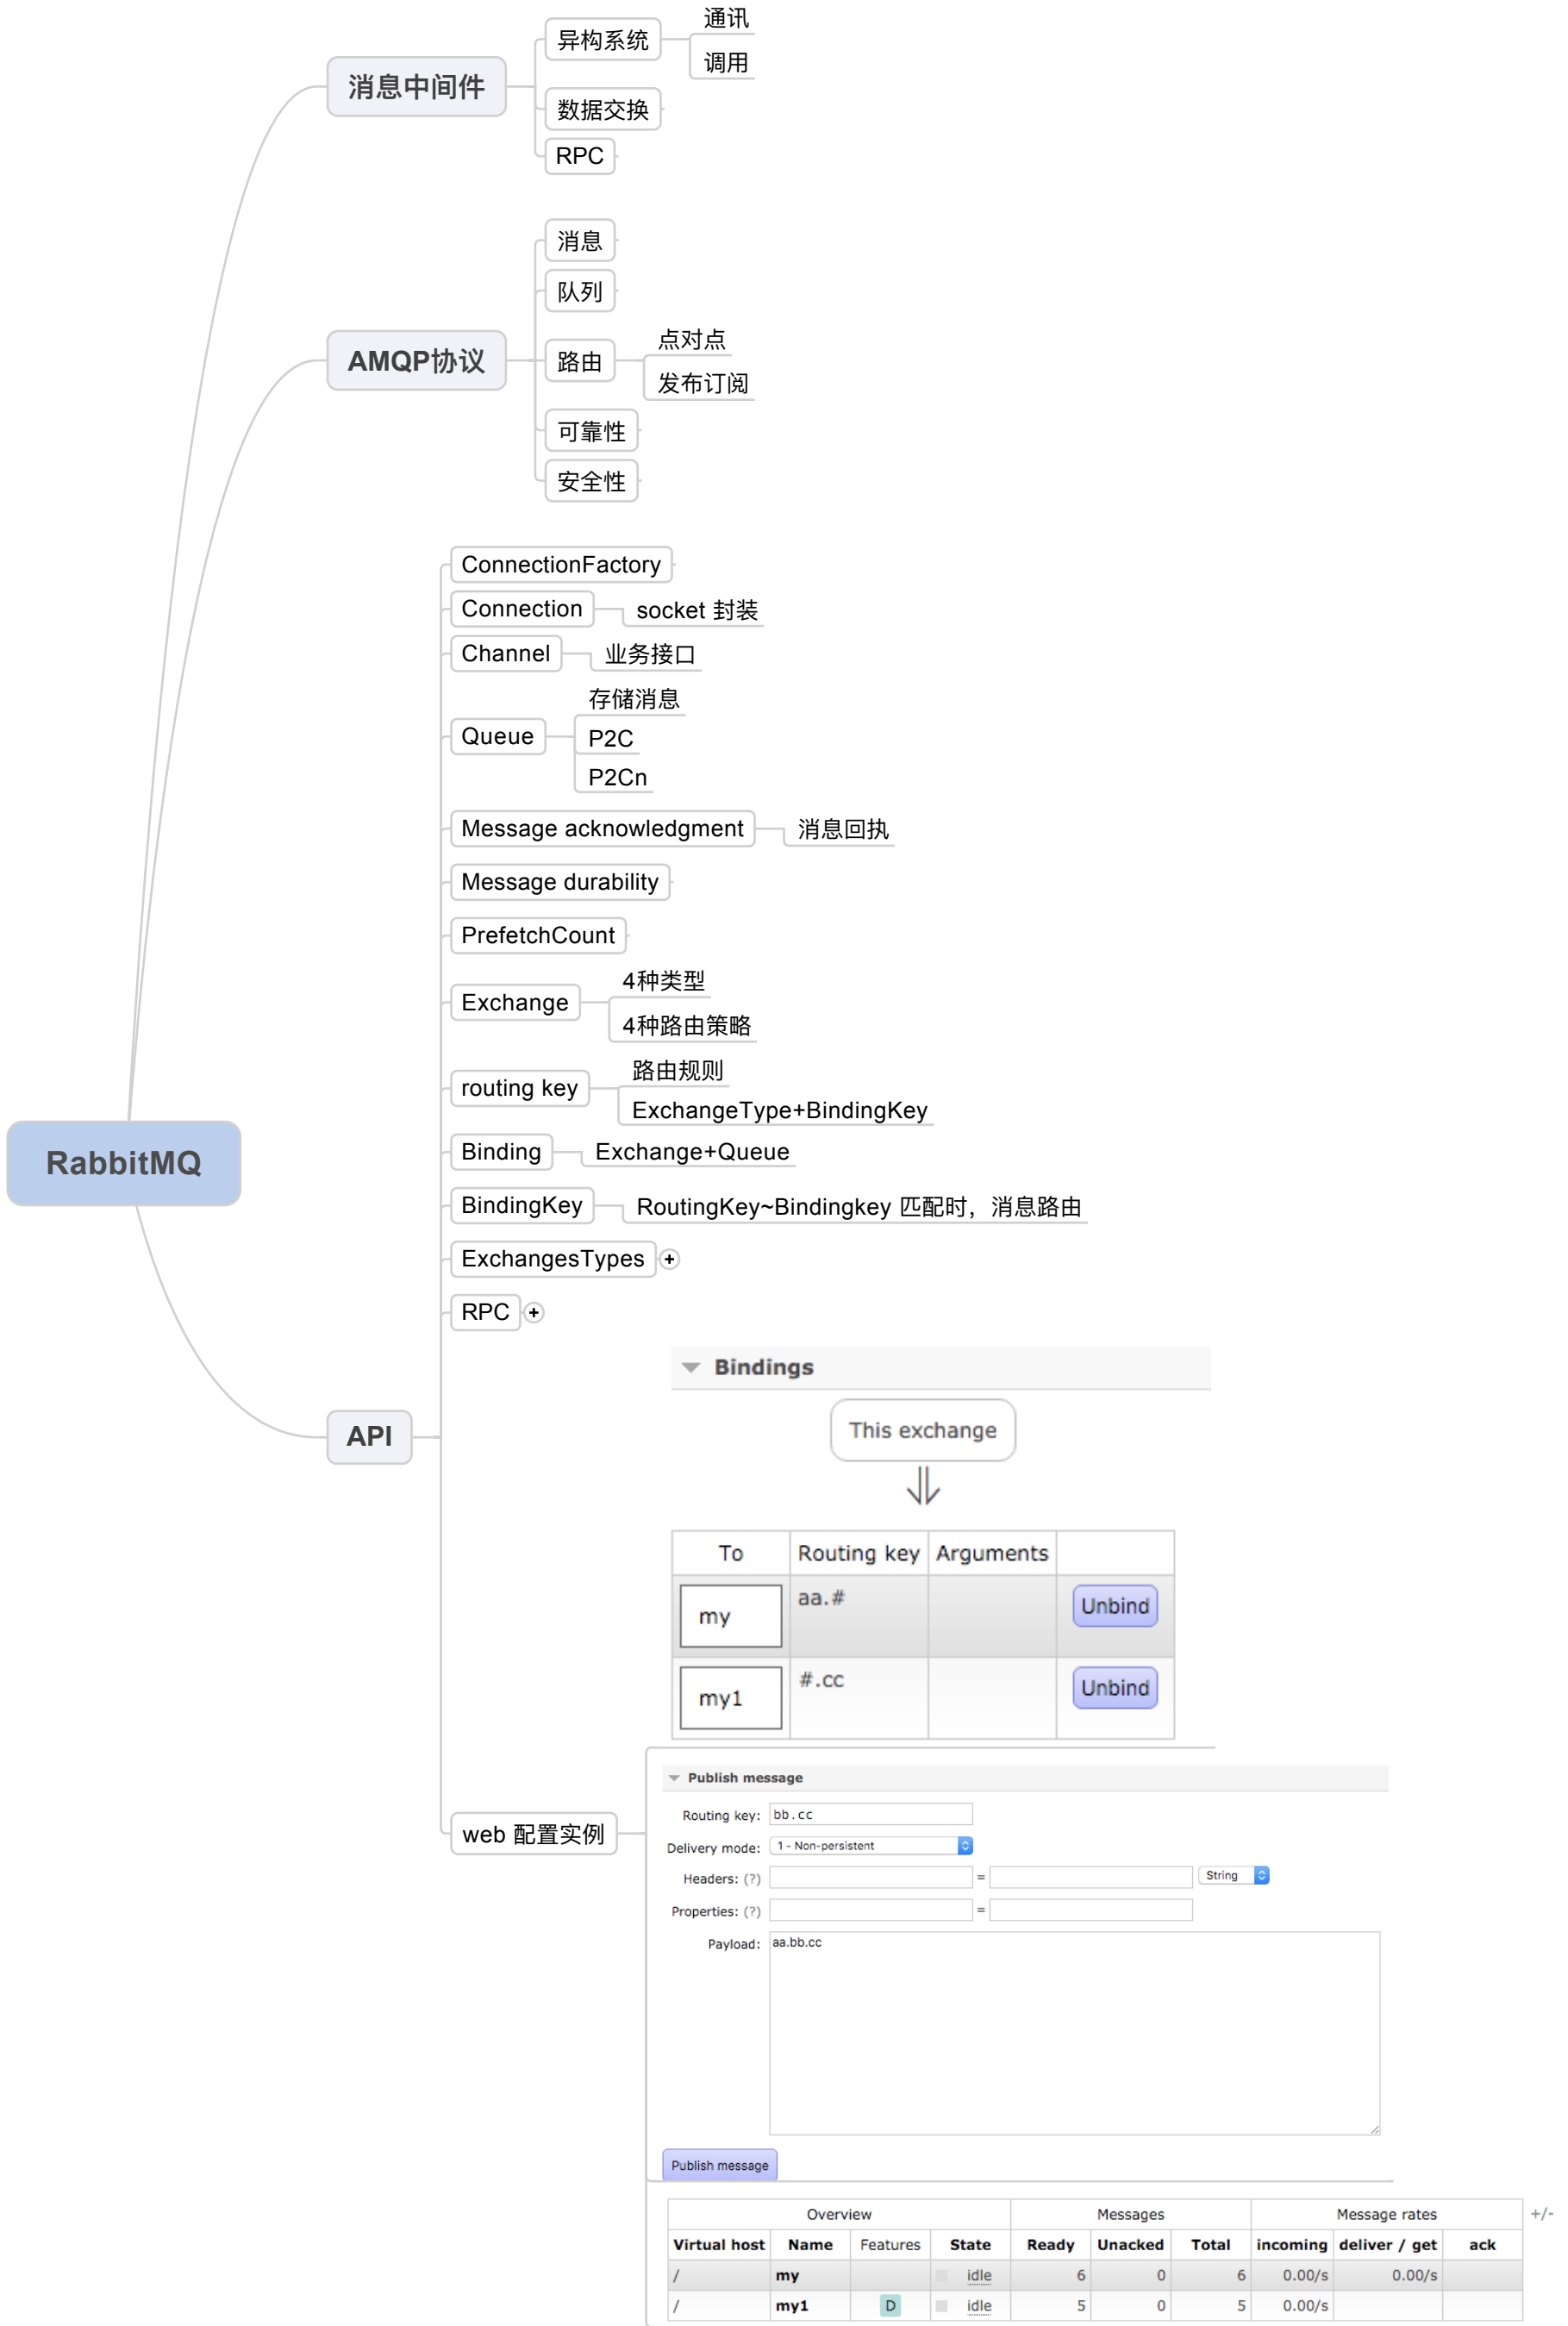 RabbitMQ
消息中间件
异构系统
通讯
调用
数据交换
RPC
AMQP协议
消息
队列
路由
点对点
发布订阅
可靠性
安全性
API
ConnectionFactory
Connection
socket 封装
Channel
业务接口
Queue
存储消息
P2C
P2Cn
Message acknowledgment
消息回执
Message durability
PrefetchCount
Exchange
4种类型
4种路由策略
routing key
路由规则
ExchangeType+BindingKey
Binding
Exchange+Queue
BindingKey
RoutingKey~Bindingkey 匹配时，消息路由
ExchangesTypes
RPC
web 配置实例
Bindings
This exchange
⇓
To Routing key Arguments
my aa.# Unbind
my1 #.cc Unbind
Publish message
Routing key: bb.cc
Delivery mode: 1 - Non-persistent
Headers: (?) = String
Properties: (?) =
Payload: aa.bb.cc
Publish message
Overview Messages Message rates +/-
Virtual host Name Features State Ready Unacked Total incoming deliver / get ack
/ my idle 6 0 6 0.00/s 0.00/s
/ my1 D idle 5 0 5 0.00/s